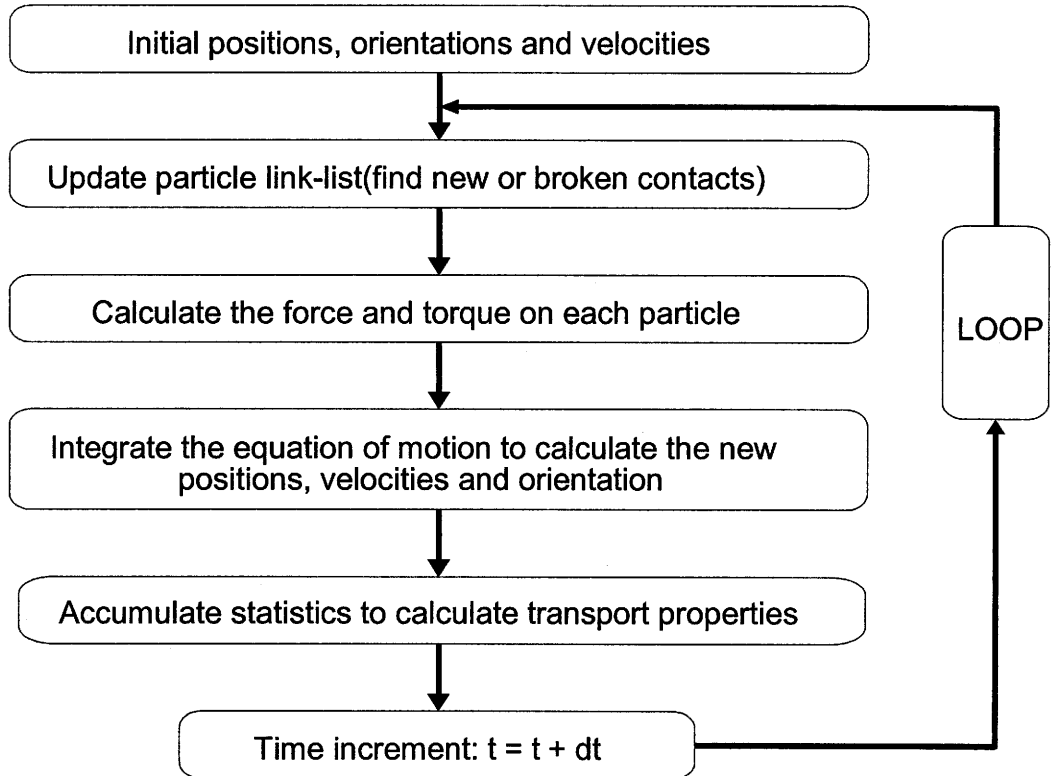 Initial positions, orientations and velocities
Update particle link-list(find new or broken contacts)
Calculate the force and torque on each particle
LOOP
Integrate the equation of motion to calculate the new
positions, velocities and orientation
Accumulate statistics to calculate transport properties
Time increment: t = t + dt